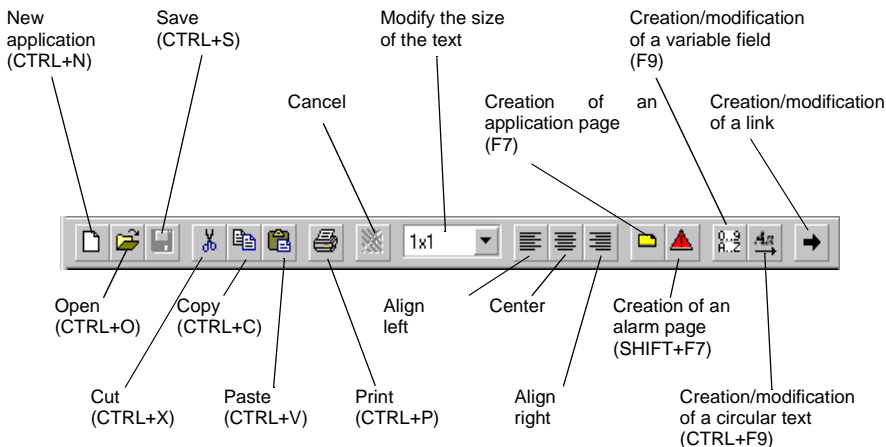 New
application
(CTRL+N)
Save
(CTRL+S)
Modify the size
of the text
Creation/modification
of a variable field
(F9)
Cancel
Creation of an
application page
(F7)
Creation/modification
of a link
1x1
0..9
A..Z
Aa
Open
(CTRL+O)
Copy
(CTRL+C)
Align
left
Center
Creation of an
alarm page
(SHIFT+F7)
Cut
(CTRL+X)
Paste
(CTRL+V)
Print
(CTRL+P)
Align
right
Creation/modification
of a circular text
(CTRL+F9)